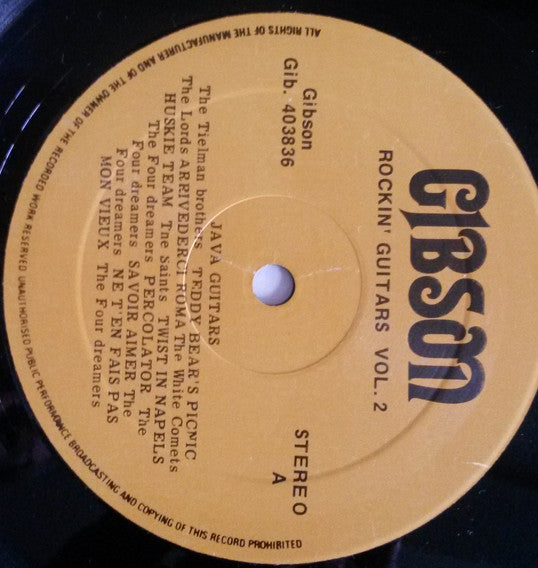 GIBSON
ROCKIN' GUITARS VOL. 2
Gibson
Gib. 403836
STEREO
A
JAVA GUITARS
The Tielman brothers TEDDY BEAR'S PICNIC
The Lords ARRIVEDERCI ROMA The White Comets
HUSKIE TEAM Tne Saints TWIST IN NAPELS
The Four dreamers PERCOLATOR The
Four dreamers SAVOIR AIMER The
Four dreamers NE T'EN FAIS PAS
MON VIEUX The Four dreamers
ALL RIGHTS OF THE MANUFACTURER AND OF THE OWNER OF THE RECORDED WORK RESERVED UNAUTHORISED PUBLIC PERFORMANCE BROADCASTING AND COPYING OF THIS RECORD PROHIBITED